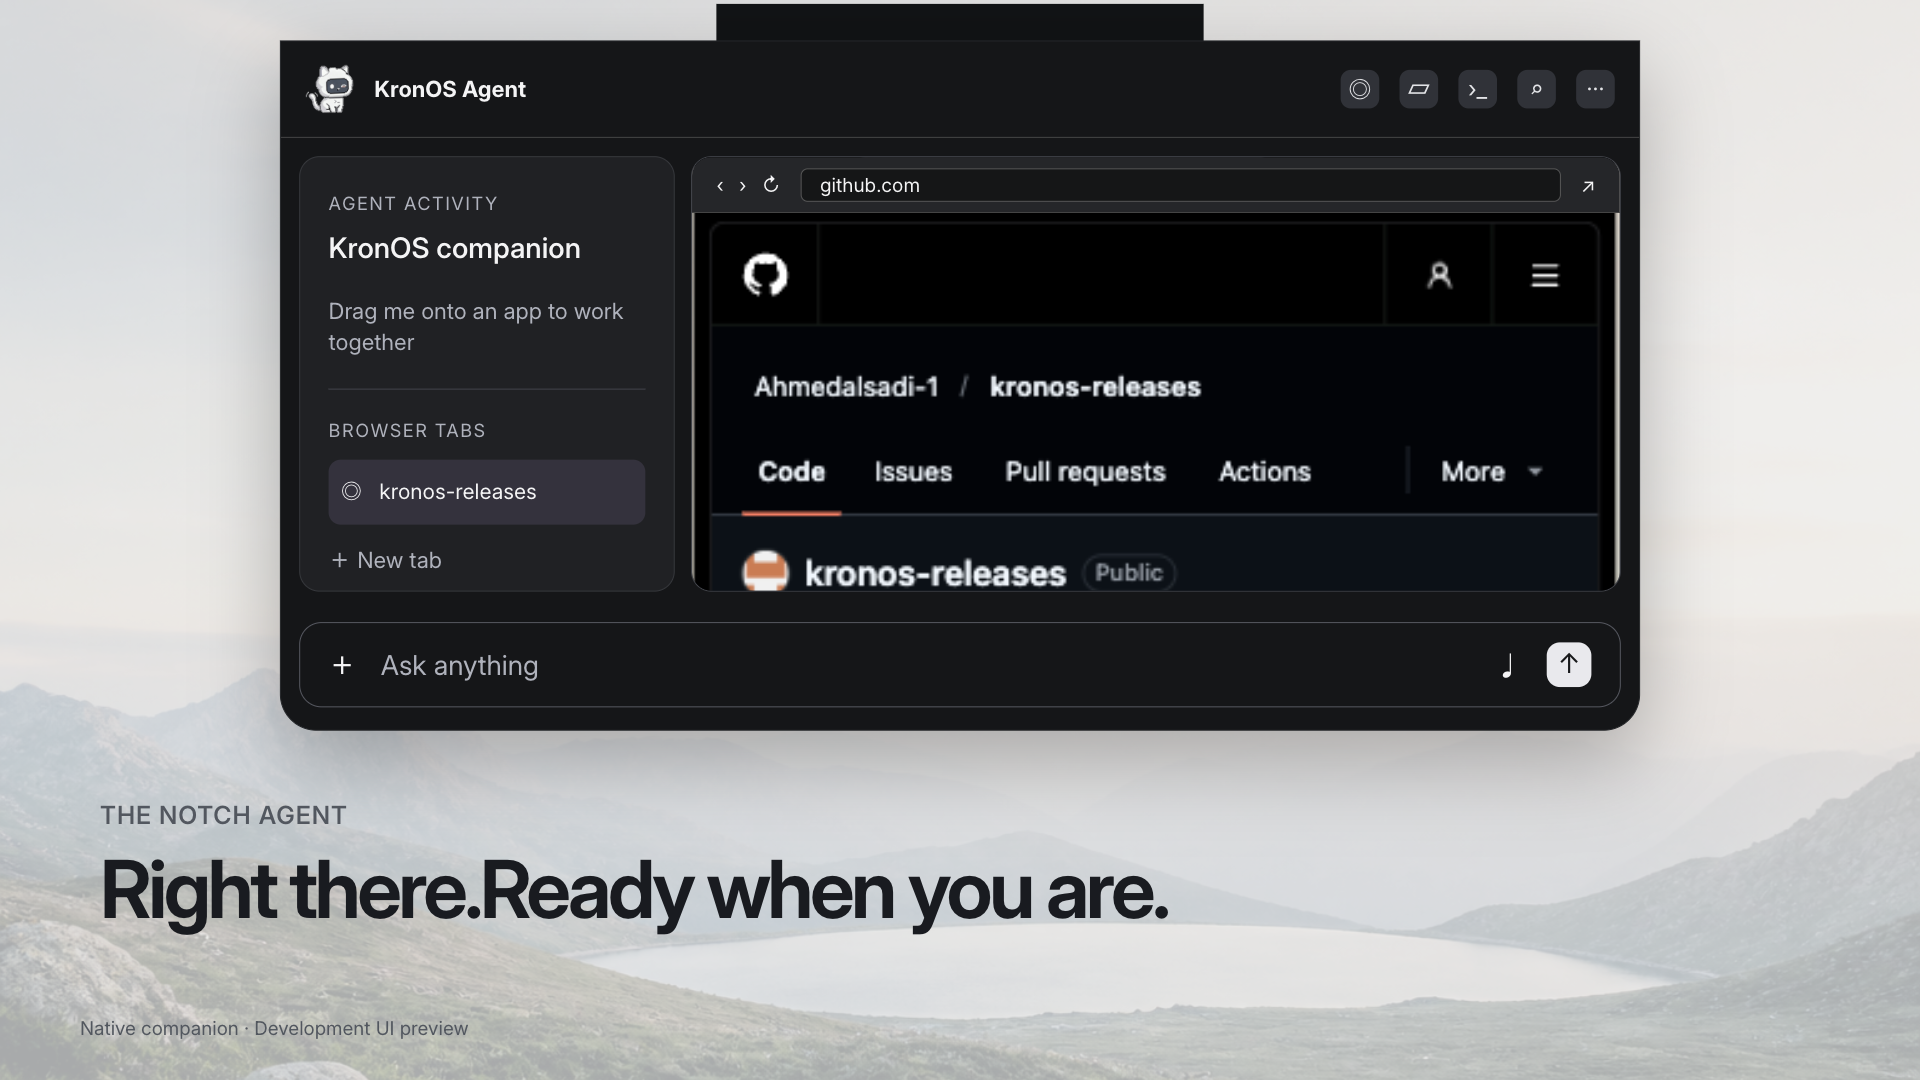 KronOS Agent
AGENT ACTIVITY
KronOS companion
Drag me onto an app to work
together
BROWSER TABS
kronos-releases
+ New tab
github.com
Ahmedalsadi-1 / kronos-releases
Code Issues Pull requests Actions More
kronos-releases Public
Ask anything
THE NOTCH AGENT
Right there.Ready when you are.
Native companion · Development UI preview